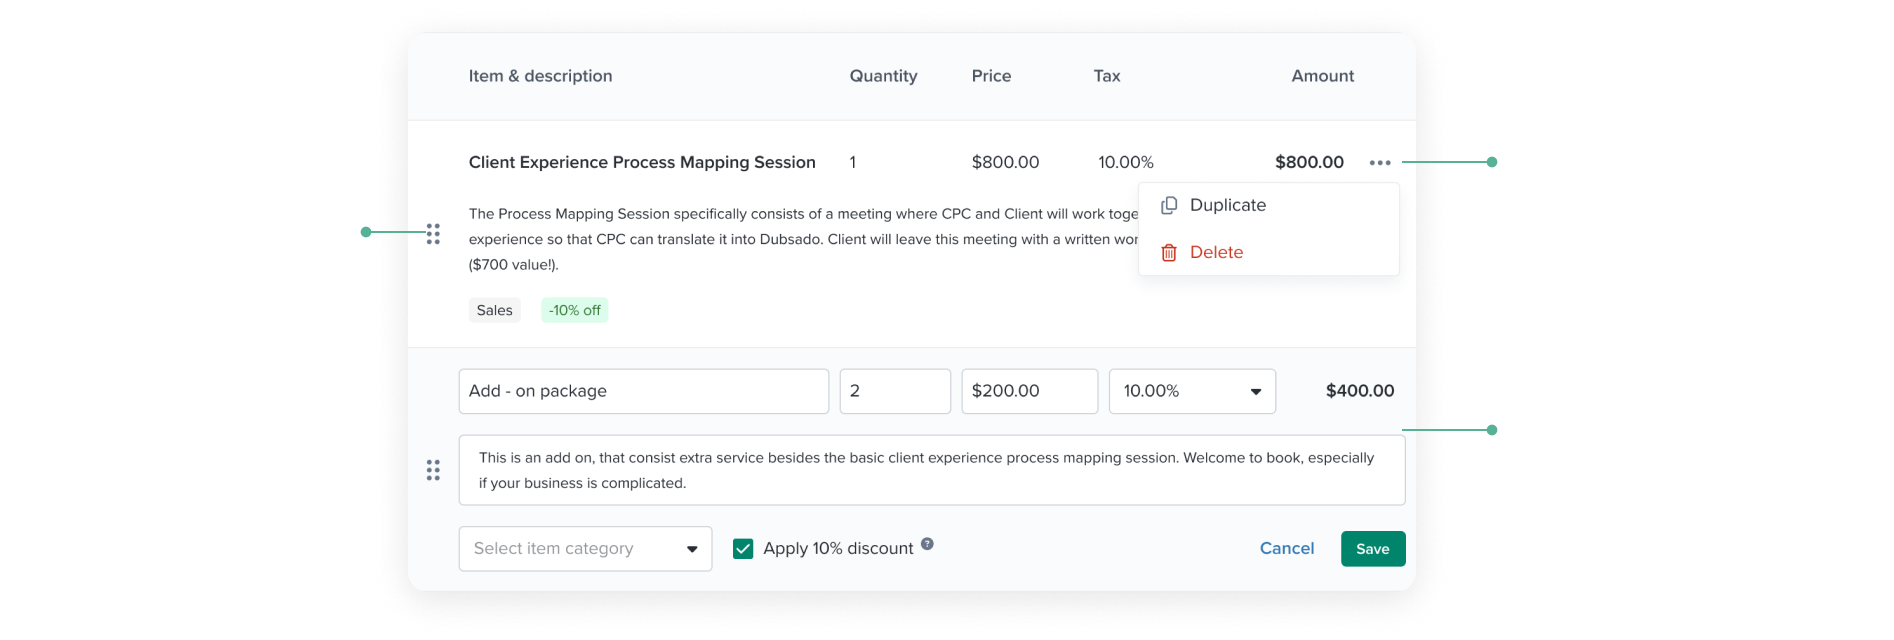 Item & description Quantity Price Tax Amount
Client Experience Process Mapping Session 1 $800.00 10.00% $800.00
Duplicate
The Process Mapping Session specifically consists of a meeting where CPC and Client will work
experience so that CPC can translate it into Dubsado. Client will leave this meeting with a written
Delete
($700 value!).
Sales -10% off
Add - on package 2 $200.00 10.00% $400.00
This is an add on, that consist extra service besides the basic client experience process mapping session. Welcome to book, especially
if your business is complicated.
Select item category Apply 10% discount ? Cancel Save